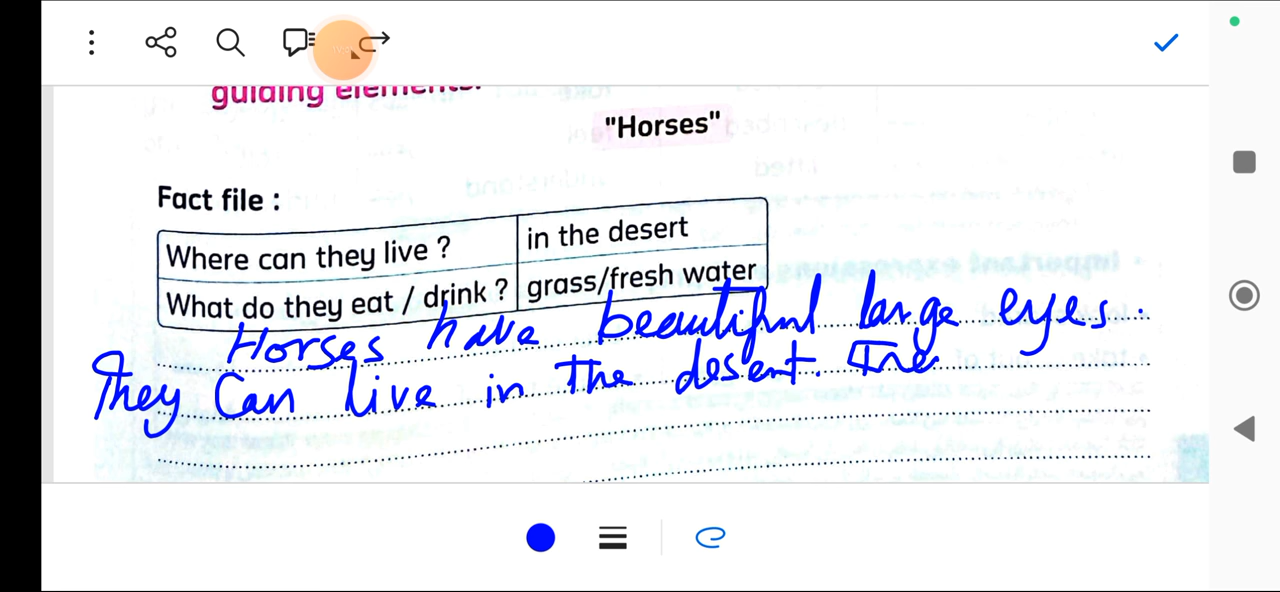 guiding elements.
"Horses"
Fact file :
Where can they live ? in the desert
What do they eat / drink ? grass/fresh water
Horses have beautiful large eyes.
They Can live in the desert. The